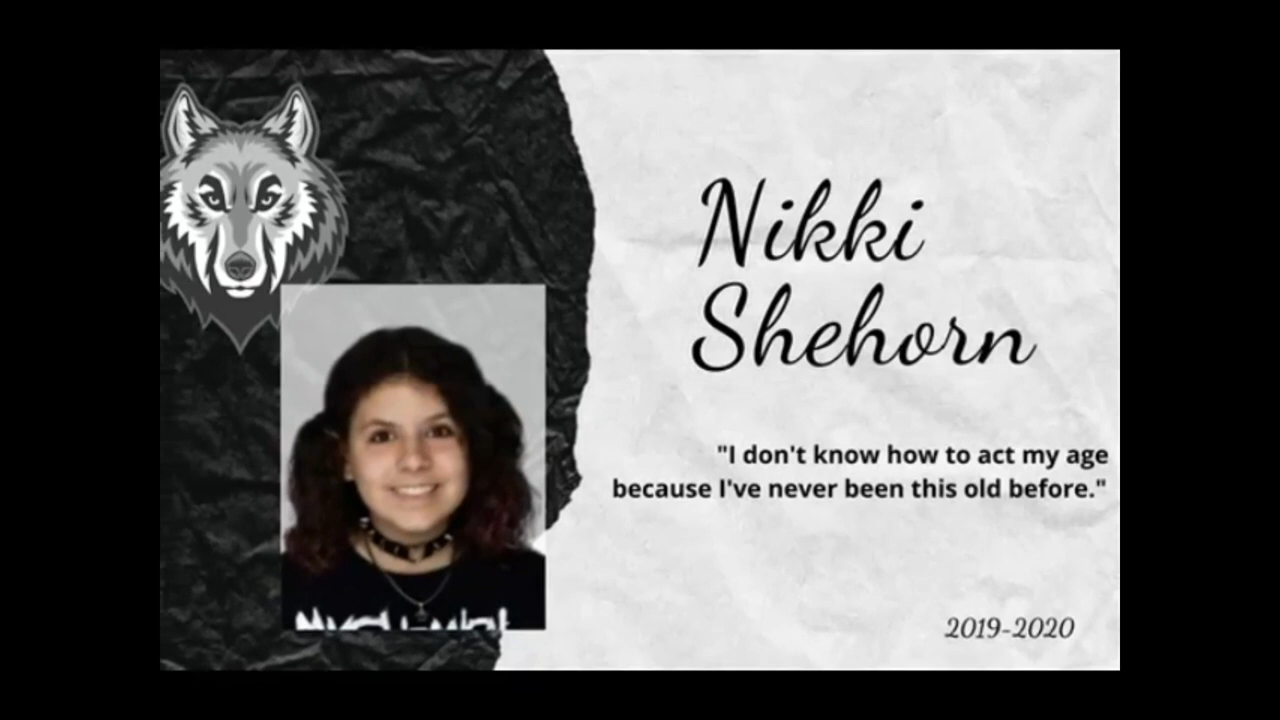 Nikki
Shehorn
"I don't know how to act my age
because I've never been this old before."
2019-2020